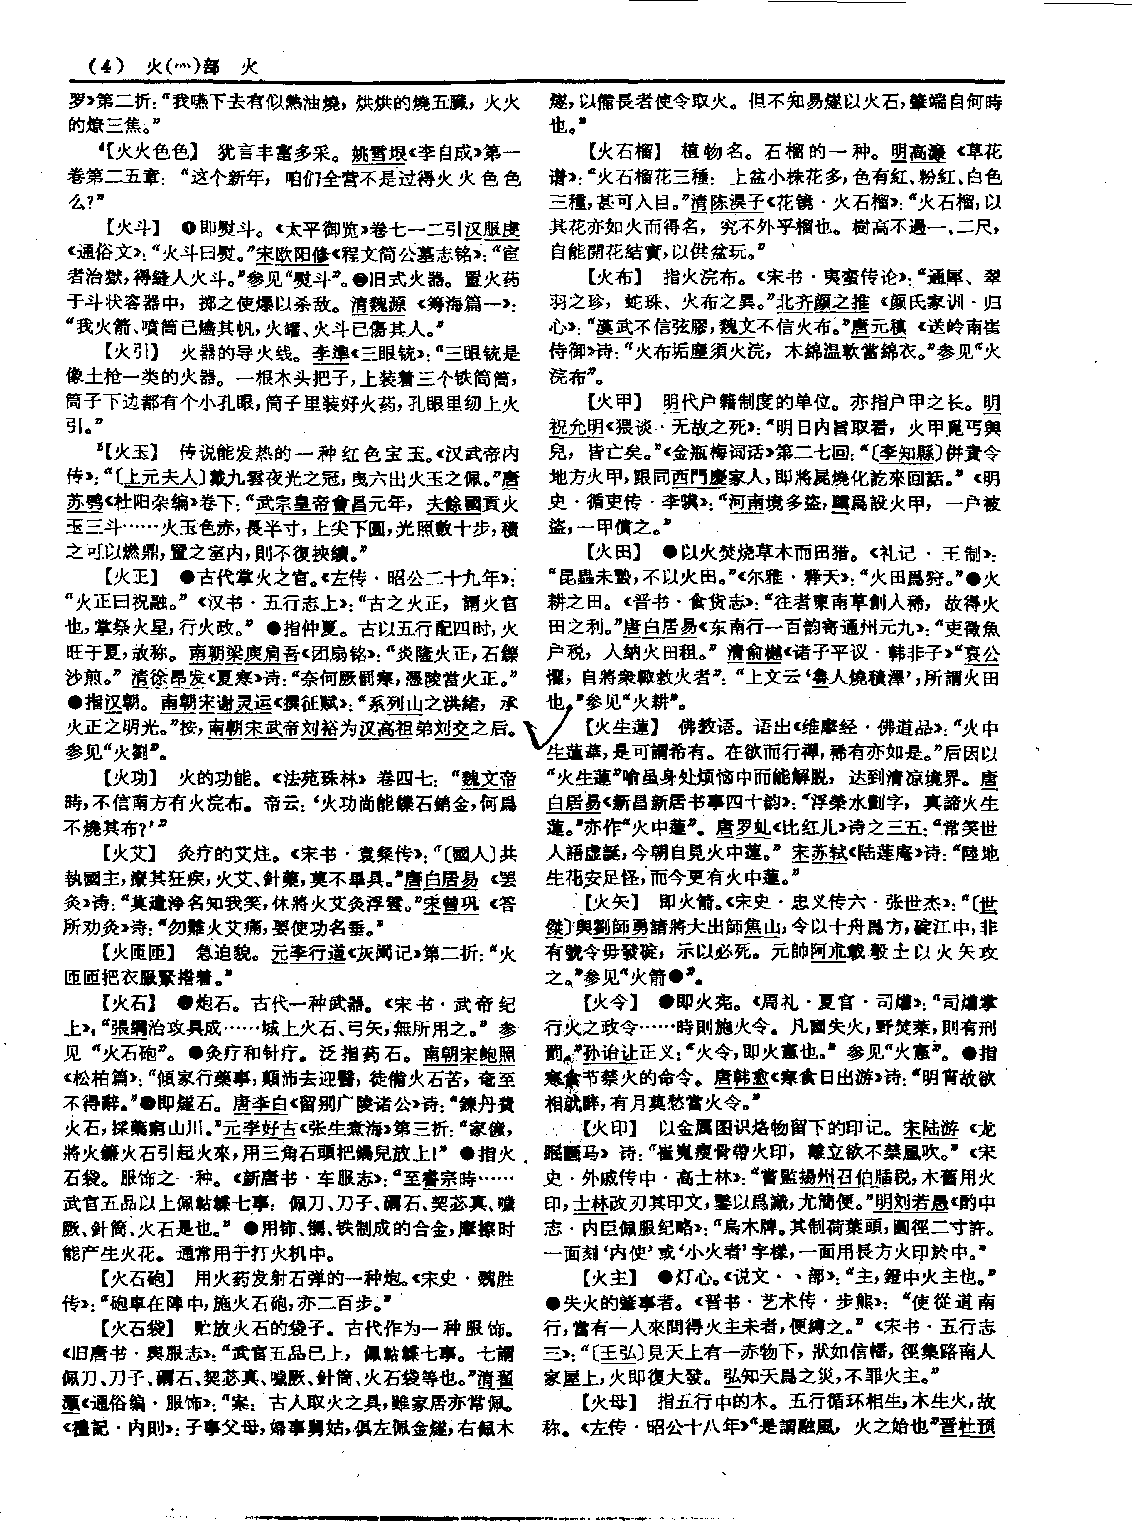 (4) 火(灬)部 火
罗》第二折：“我嚥下去有似熱油燒，烘烘的燒五臟，火火
的燎三焦。”
4【火火色色】 犹言丰富多采。姚雪垠《李自成》第一
卷第二五章：“这个新年，咱们全营不是过得火火色色
么？”
【火斗】 ❶即熨斗。《太平御览》卷七一二引汉服虔
《通俗文》：“火斗曰熨。”宋欧阳修《程文简公墓志铭》：“宦
者治獄，得縫人火斗。”参见“熨斗”。❷旧式火器。置火药
于斗状容器中，掷之使爆以杀敌。清魏源《筹海篇一》：
“我火箭、噴筒已燼其帆，火罐、火斗已傷其人。”
【火引】 火器的导火线。李準《三眼铳》：“三眼铳是
像土枪一类的火器。一根木头把子，上装着三个铁筒筒，
筒子下边都有个小孔眼，筒子里装好火药，孔眼里纫上火
引。”
5【火玉】 传说能发热的一种红色宝玉。《汉武帝内
传》：“〔上元夫人〕戴九雲夜光之冠，曳六出火玉之佩。”唐
苏鹗《杜阳杂编》卷下：“武宗皇帝會昌元年，夫餘國貢火
玉三斗……火玉色赤，長半寸，上尖下圓，光照數十步，積
之可以燃鼎，置之室内，則不復挾纊。”
【火正】 ❶古代掌火之官。《左传·昭公二十九年》：
“火正曰祝融。”《汉书·五行志上》：“古之火正，謂火官
也，掌祭火星，行火政。”❷指仲夏。古以五行配四时，火
旺于夏，故称。南朝梁庾肩吾《团扇铭》：“炎隆火正，石鑠
沙煎。”清徐昂发《夏寒》诗：“奈何厥罰寒，慿陵當火正。”
❸指汉朝。南朝宋谢灵运《撰征赋》：“系列山之洪緒，承
火正之明光。”按，南朝宋武帝刘裕为汉高祖弟刘交之后。
参见“火劉”。
【火功】 火的功能。《法苑珠林》卷四七：“魏文帝
時，不信南方有火浣布。帝云：‘火功尚能鑠石銷金，何爲
不燒其布？’”
【火艾】 灸疗的艾炷。《宋书·袁粲传》：“〔國人〕共
執國主，療其狂疾，火艾、針藥，莫不畢具。”唐白居易《罢
灸》诗：“莫遣淨名知我笑，休將火艾灸浮雲。”宋曾巩《答
所劝灸》诗：“勿難火艾痛，要使功名垂。”
【火匝匝】 急迫貌。元李行道《灰阑记》第二折：“火
匝匝把衣服緊揝着。”
【火石】 ❶炮石。古代一种武器。《宋书·武帝纪
上》：“張綱治攻具成……城上火石、弓矢，無所用之。”参
见“火石砲”。❷灸疗和针疗。泛指药石。南朝宋鲍照
《松柏篇》：“傾家行藥事，顛沛去迎醫，徒備火石苦，奄至
不得辭。”❸即燧石。唐李白《留别广陵诸公》诗：“鍊丹費
火石，採藥窮山川。”元李好古《张生煮海》第三折：“家僮，
將火鐮火石引起火來，用三角石頭把鍋兒放上！”❹指火
石袋。服饰之一种。《新唐书·车服志》：“至睿宗時……
武官五品以上佩䩞韘七事，佩刀、刀子、礪石、契苾真、噦
厥、針筒、火石是也。”❺用铈、镧、铁制成的合金，摩擦时
能产生火花。通常用于打火机中。
【火石砲】 用火药发射石弹的一种炮。《宋史·魏胜
传》：“砲車在陣中，施火石砲，亦二百步。”
【火石袋】 贮放火石的袋子。古代作为一种服饰。
《旧唐书·舆服志》：“武官五品已上，佩䩞韘七事。七謂
佩刀、刀子、礪石、契苾真、噦厥、針筒、火石袋等也。”清翟
灝《通俗编·服饰》：“案：古人取火之具，雖家居亦常佩。
《禮記·内則》：子事父母，婦事舅姑，俱左佩金燧，右佩木
燧，以備長者使令取火。但不知易燧以火石，肇端自何時
也。”
【火石榴】 植物名。石榴的一种。明高濂《草花
谱》：“火石榴花三種：上盆小株花多，色有紅、粉紅、白色
三種，甚可入目。”清陈淏子《花镜·火石榴》：“火石榴，以
其花亦如火而得名，究不外乎榴也。樹高不過一、二尺，
自能開花結實，以供盆玩。”
【火布】 指火浣布。《宋书·夷蛮传论》：“通犀、翠
羽之珍，蛇珠、火布之異。”北齐颜之推《颜氏家训·归
心》：“漢武不信弦膠，魏文不信火布。”唐元稹《送岭南崔
侍御》诗：“火布垢塵須火浣，木綿温軟當綿衣。”参见“火
浣布”。
【火甲】 明代户籍制度的单位。亦指户甲之长。明
祝允明《猥谈·无故之死》：“明日内旨取看，火甲覓丐與
兒，皆亡矣。”《金瓶梅词话》第二七回：“〔李知縣〕併責令
地方火甲，跟同西門慶家人，即將屍燒化訖來回話。”《明
史·循吏传·李骥》：“河南境多盜，驥爲設火甲，一户被
盜，一甲償之。”
【火田】 ❶以火焚烧草木而田猎。《礼记·王制》：
“昆蟲未蟄，不以火田。”《尔雅·释天》：“火田爲狩。”❷火
耕之田。《晋书·食货志》：“往者東南草創人稀，故得火
田之利。”唐白居易《东南行一百韵寄通州元九》：“吏徵魚
户税，人納火田租。”清俞樾《诸子平议·韩非子》“哀公
懼，自將衆輒救火者”：“上文云‘魯人燒積澤’，所謂火田
也。”参见“火耕”。
【火生蓮】 佛教语。语出《维摩经·佛道品》：“火中
生蓮華，是可謂希有。在欲而行禪，稀有亦如是。”后因以
“火生蓮”喻虽身处烦恼中而能解脱，达到清凉境界。唐
白居易《新昌新居书事四十韵》：“浮榮水劃字，真諦火生
蓮。”亦作“火中蓮”。唐罗虬《比红儿》诗之三五：“常笑世
人語虚誕，今朝自見火中蓮。”宋苏轼《陆莲庵》诗：“陸地
生花安足怪，而今更有火中蓮。”
【火矢】 即火箭。《宋史·忠义传六·张世杰》：“〔世
傑〕與劉師勇諸將大出師焦山，令以十舟爲方，碇江中，非
有號令毋發碇，示以必死。元帥阿朮載彀士以火矢攻
之。”参见“火箭❶”。
【火令】 ❶即火宪。《周礼·夏官·司爟》：“司爟掌
行火之政令……時則施火令。凡國失火，野焚萊，則有刑
罰。”孙诒让正义：“火令，即火憲也。”参见“火憲”。❷指
寒食节禁火的命令。唐韩愈《寒食日出游》诗：“明宵故欲
相就醉，有月莫愁當火令。”
【火印】 以金属图识烙物留下的印记。宋陆游《龙
眠画马》诗：“崔嵬瘦骨带火印，離立欲不禁風吹。”《宋
史·外戚传中·高士林》：“嘗監揚州召伯埭税，木舊用火
印，士林改刃其印文，鑿以爲識，尤簡便。”明刘若愚《酌中
志·内臣佩服纪略》：“烏木牌。其制荷葉頭，圓徑二寸許。
一面刻‘内使’或‘小火者’字樣，一面用長方火印於中。”
【火主】 ❶灯心。《说文·丶部》：“主，鐙中火主也。”
❷失火的肇事者。《晋书·艺术传·步熊》：“使從道南
行，當有一人來問得火主未者，便縛之。”《宋书·五行志
三》：“〔王弘〕見天上有一赤物下，狀如信幡，徑集路南人
家屋上，火即復大發。弘知天爲之災，不罪火主。”
【火母】 指五行中的木。五行循环相生，木生火，故
称。《左传·昭公十八年》“是謂融風，火之始也”晋杜预